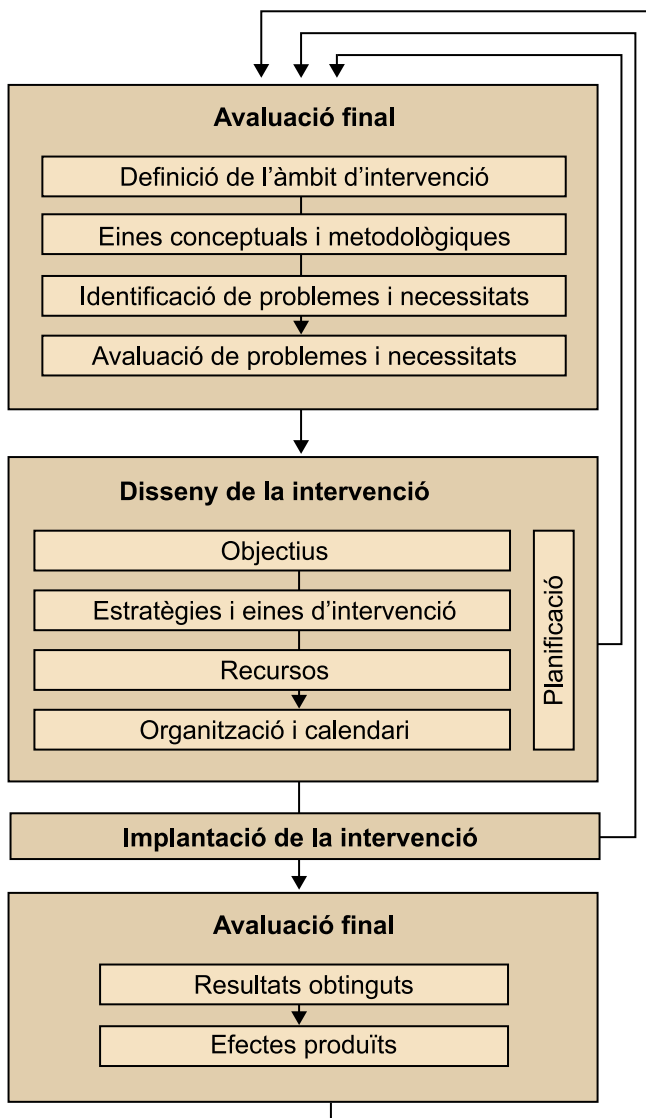 Avaluació final
Definició de l’àmbit d’intervenció
Eines conceptuals i metodològiques
Identificació de problemes i necessitats
Avaluació de problemes i necessitats
Disseny de la intervenció
Objectius
Estratègies i eines d’intervenció
Recursos
Organització i calendari
Planificació
Implantació de la intervenció
Avaluació final
Resultats obtinguts
Efectes produïts